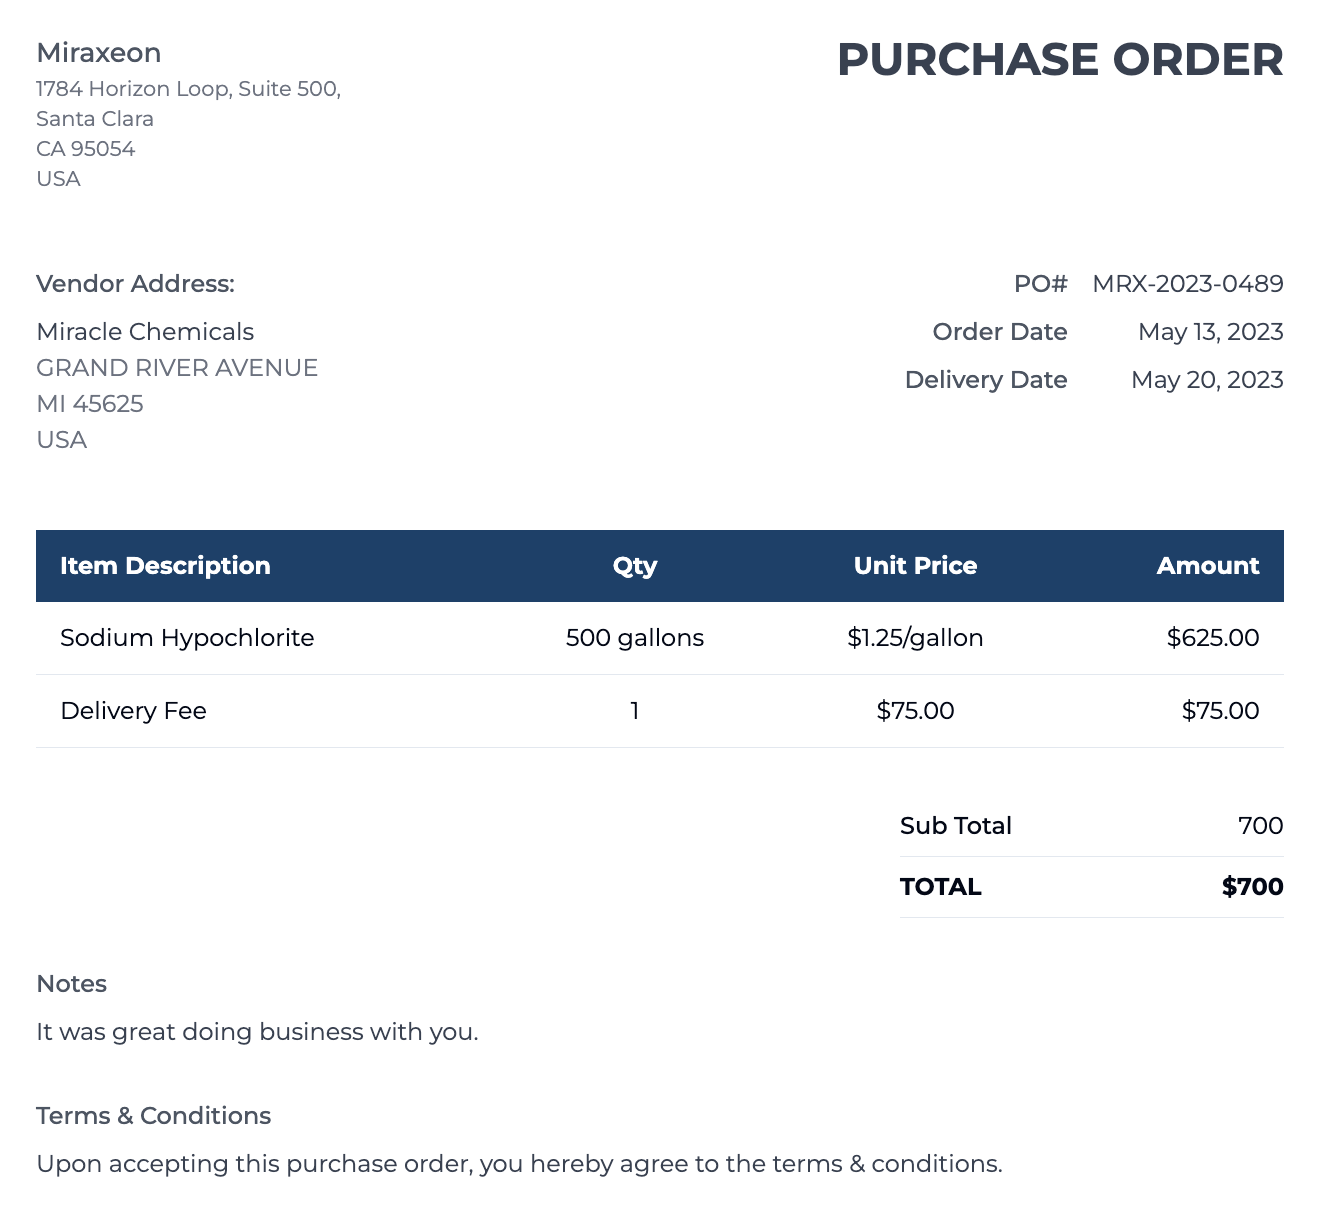 Miraxeon
PURCHASE ORDER
1784 Horizon Loop, Suite 500,
Santa Clara
CA 95054
USA
Vendor Address:
Miracle Chemicals
GRAND RIVER AVENUE
MI 45625
USA
PO# MRX-2023-0489
Order Date May 13, 2023
Delivery Date May 20, 2023
Item Description Qty Unit Price Amount
Sodium Hypochlorite 500 gallons $1.25/gallon $625.00
Delivery Fee 1 $75.00 $75.00
Sub Total 700
TOTAL $700
Notes
It was great doing business with you.
Terms & Conditions
Upon accepting this purchase order, you hereby agree to the terms & conditions.